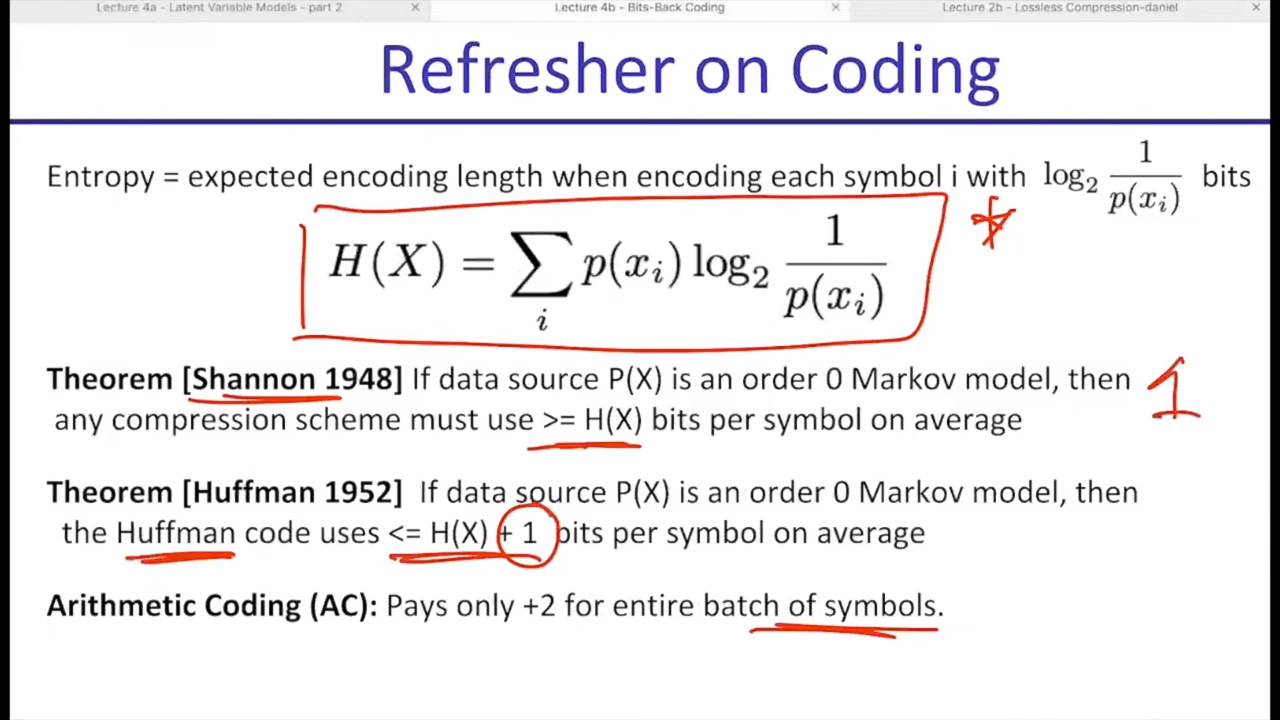 Lecture 4a - Latent Variable Models - part 2 × Lecture 4b - Bits-Back Coding × Lecture 2b - Lossless Compression-daniel ×
Refresher on Coding
Entropy = expected encoding length when encoding each symbol i with log₂ 1/p(xᵢ) bits
H(X) = ∑ᵢ p(xᵢ) log₂ 1/p(xᵢ)
Theorem [Shannon 1948] If data source P(X) is an order 0 Markov model, then
any compression scheme must use >= H(X) bits per symbol on average
1
Theorem [Huffman 1952] If data source P(X) is an order 0 Markov model, then
the Huffman code uses <= H(X) + 1 bits per symbol on average
Arithmetic Coding (AC): Pays only +2 for entire batch of symbols.